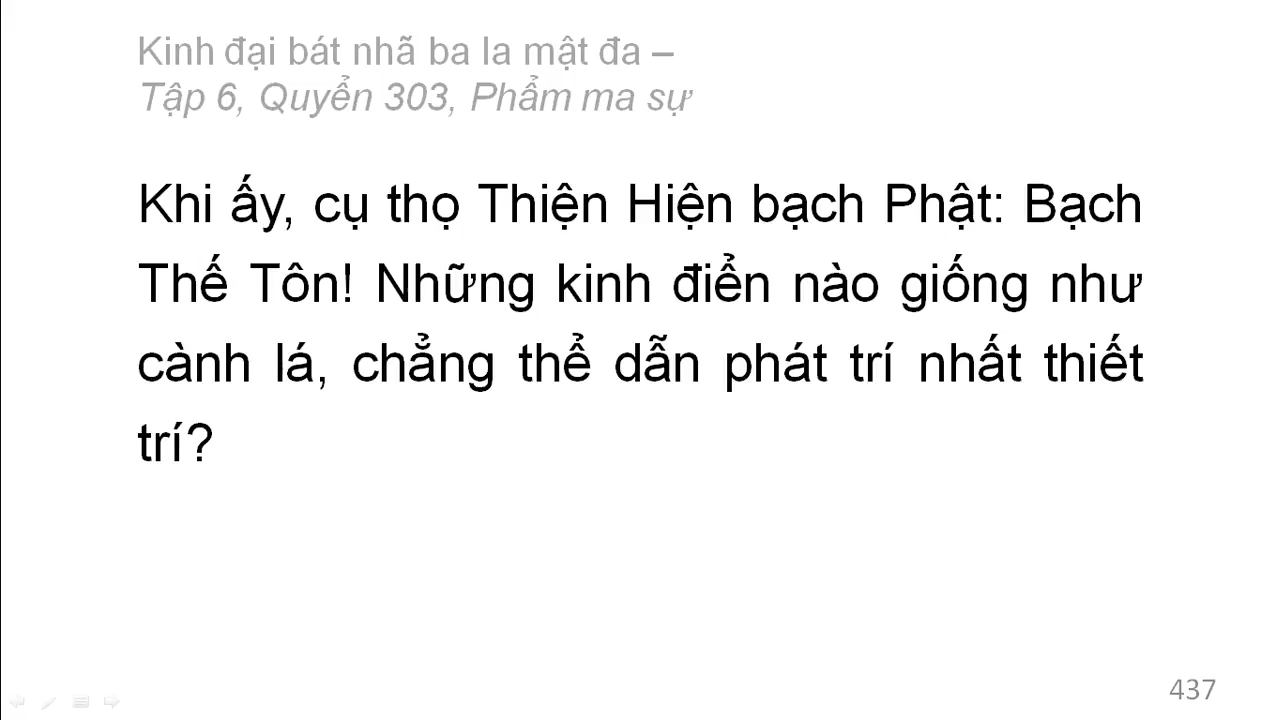 Kinh đại bát nhã ba la mật đa –
Tập 6, Quyển 303, Phẩm ma sự
Khi ấy, cụ thọ Thiện Hiện bạch Phật: Bạch
Thế Tôn! Những kinh điển nào giống như
cành lá, chẳng thể dẫn phát trí nhất thiết
trí?
437